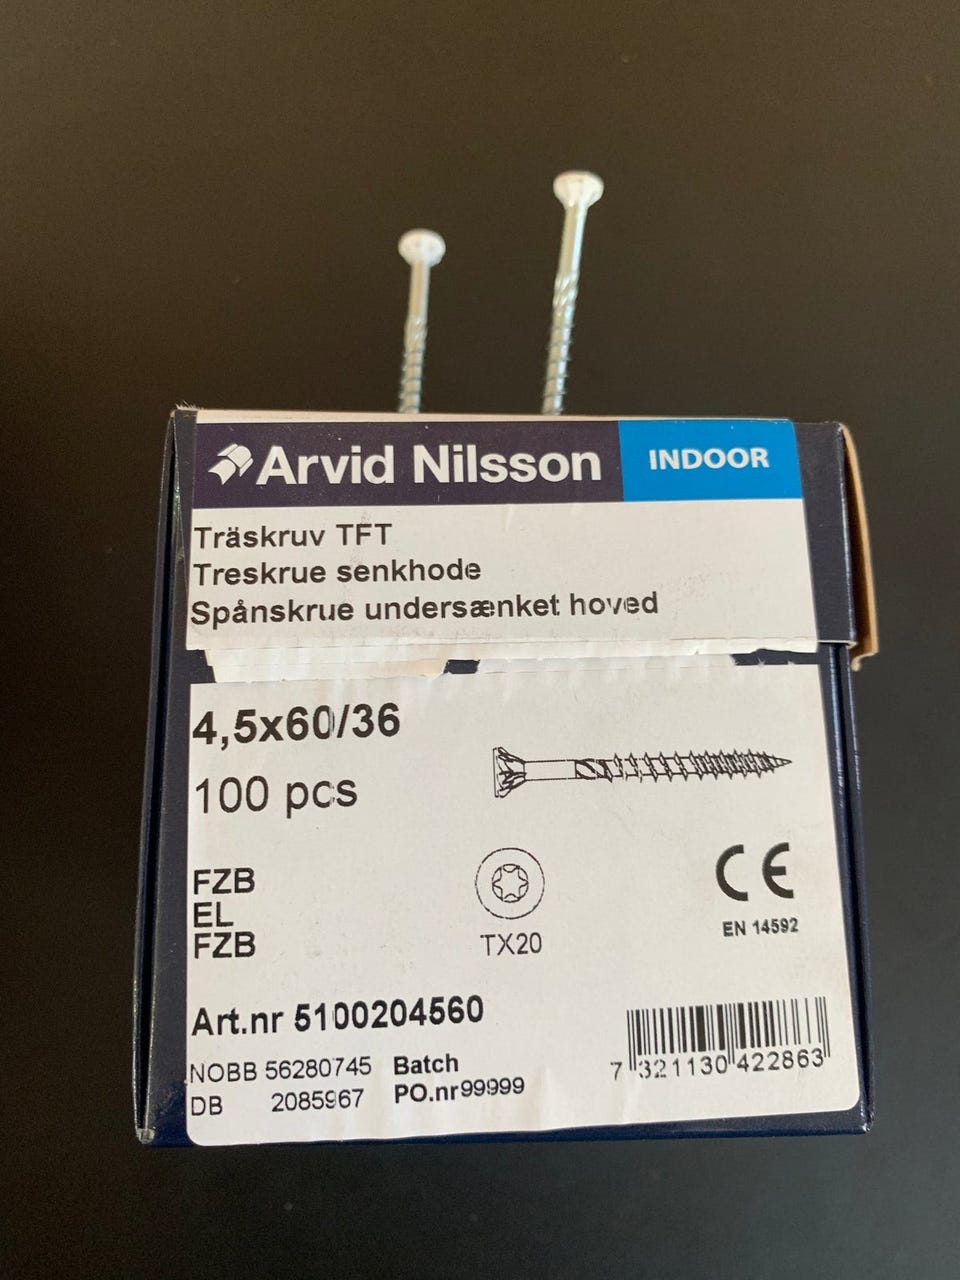 Arvid Nilsson INDOOR
Träskruv TFT
Treskrue senkhode
Spånskrue undersænket hoved
4,5x60/36
100 pcs
FZB
EL
FZB
TX20
CE
EN 14592
Art.nr 5100204560
NOBB 56280745 Batch
DB 2085967 PO.nr99999
7 321130 422863